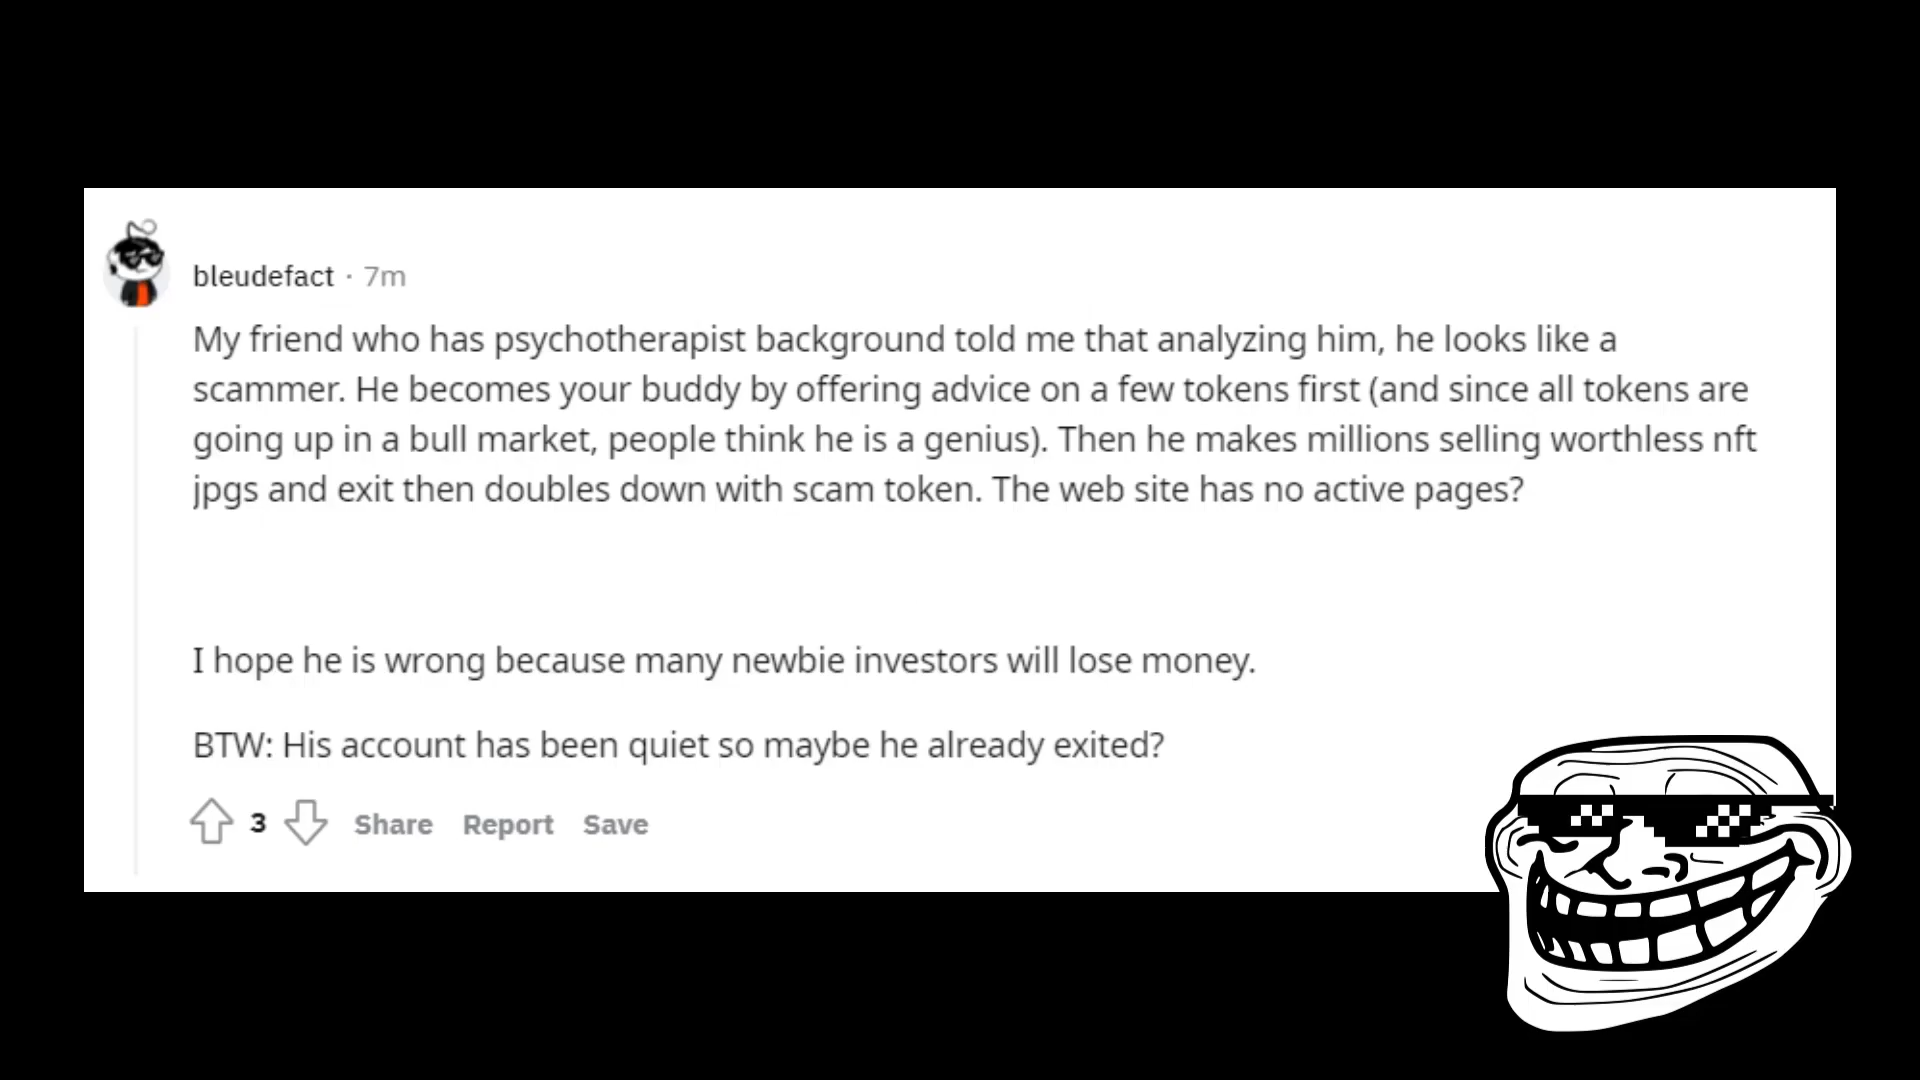 bleudefact · 7m
My friend who has psychotherapist background told me that analyzing him, he looks like a
scammer. He becomes your buddy by offering advice on a few tokens first (and since all tokens are
going up in a bull market, people think he is a genius). Then he makes millions selling worthless nft
jpgs and exit then doubles down with scam token. The web site has no active pages?
I hope he is wrong because many newbie investors will lose money.
BTW: His account has been quiet so maybe he already exited?
3 Share Report Save